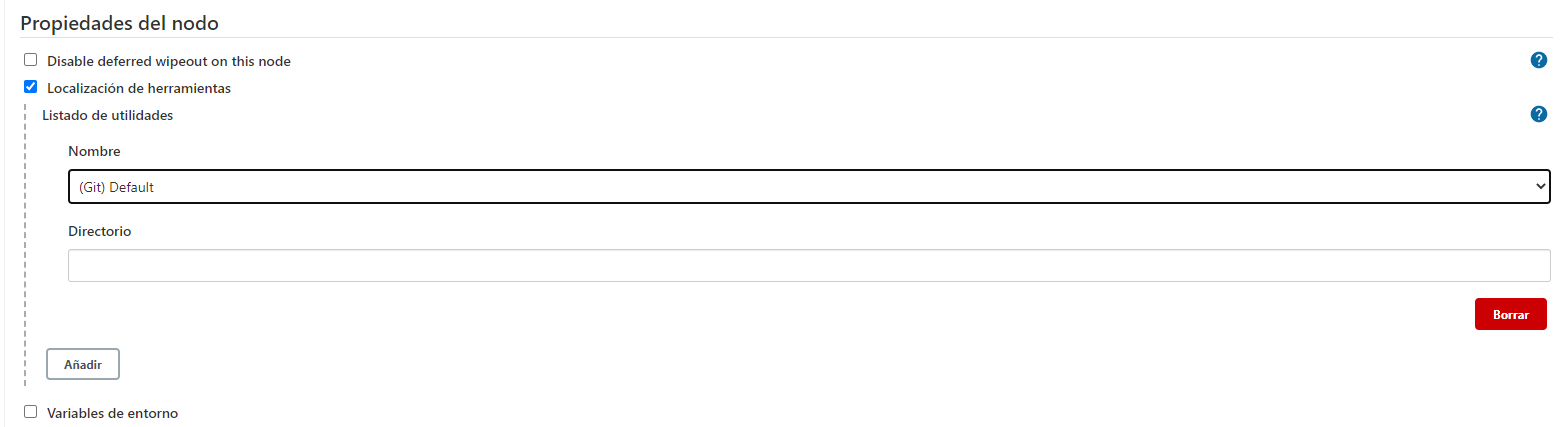 Propiedades del nodo
Disable deferred wipeout on this node
?
Localización de herramientas
Listado de utilidades
?
Nombre
(Git) Default
Directorio
Borrar
Añadir
Variables de entorno